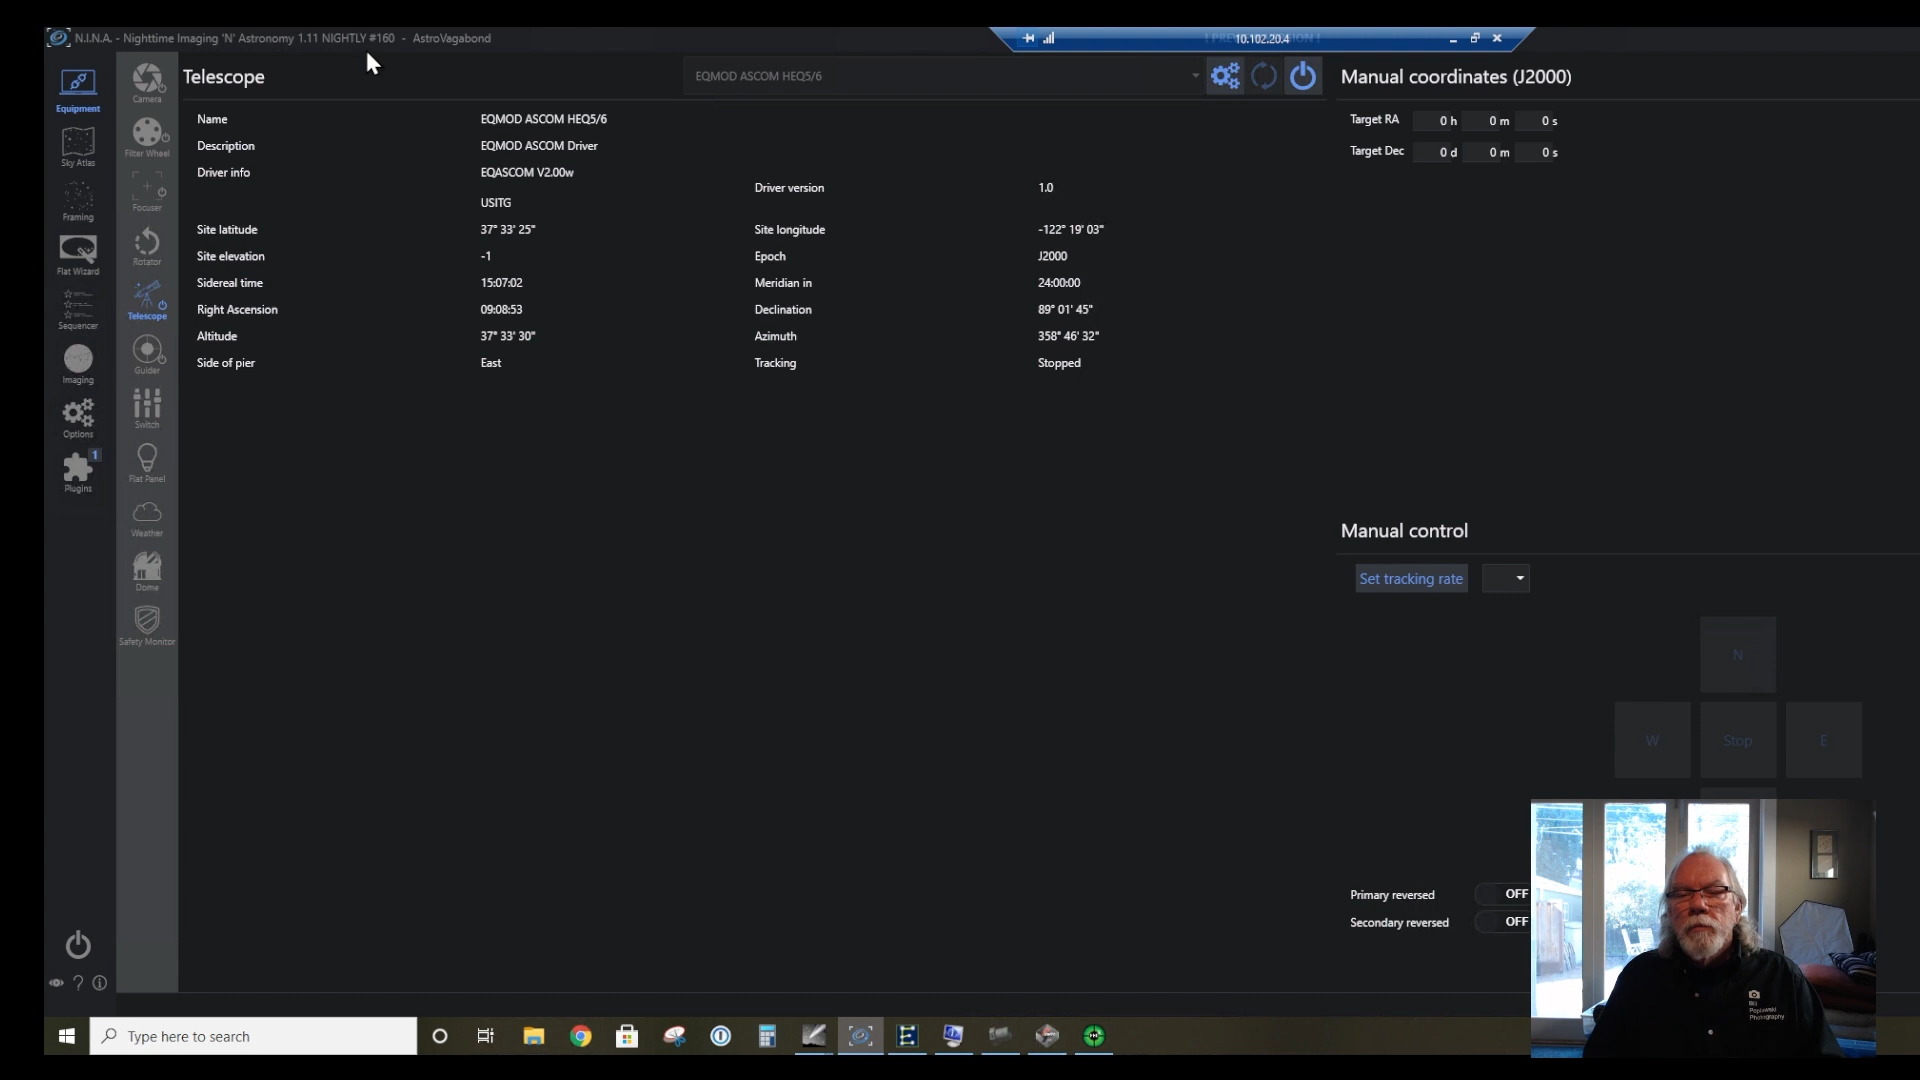 N.I.N.A. - Nighttime Imaging 'N' Astronomy 1.11 NIGHTLY #160 - AstroVagabond
10.102.20.4
Equipment
Sky Atlas
Framing
Flat Wizard
Sequencer
Imaging
Options
1
Plugins
Camera
Filter Wheel
Focuser
Rotator
Telescope
Guider
Switch
Flat Panel
Weather
Dome
Safety Monitor
Telescope
EQMOD ASCOM HEQ5/6
Name EQMOD ASCOM HEQ5/6
Description EQMOD ASCOM Driver
Driver info EQASCOM V2.00w
USITG
Driver version 1.0
Site latitude 37° 33' 25" Site longitude -122° 19' 03"
Site elevation -1 Epoch J2000
Sidereal time 15:07:02 Meridian in 24:00:00
Right Ascension 09:08:53 Declination 89° 01' 45"
Altitude 37° 33' 30" Azimuth 358° 46' 32"
Side of pier East Tracking Stopped
Manual coordinates (J2000)
Target RA 0 h 0 m 0 s
Target Dec 0 d 0 m 0 s
Manual control
Set tracking rate
N
W Stop E
Primary reversed OFF
Secondary reversed OFF
Type here to search
Bill
Poplawski
Photography